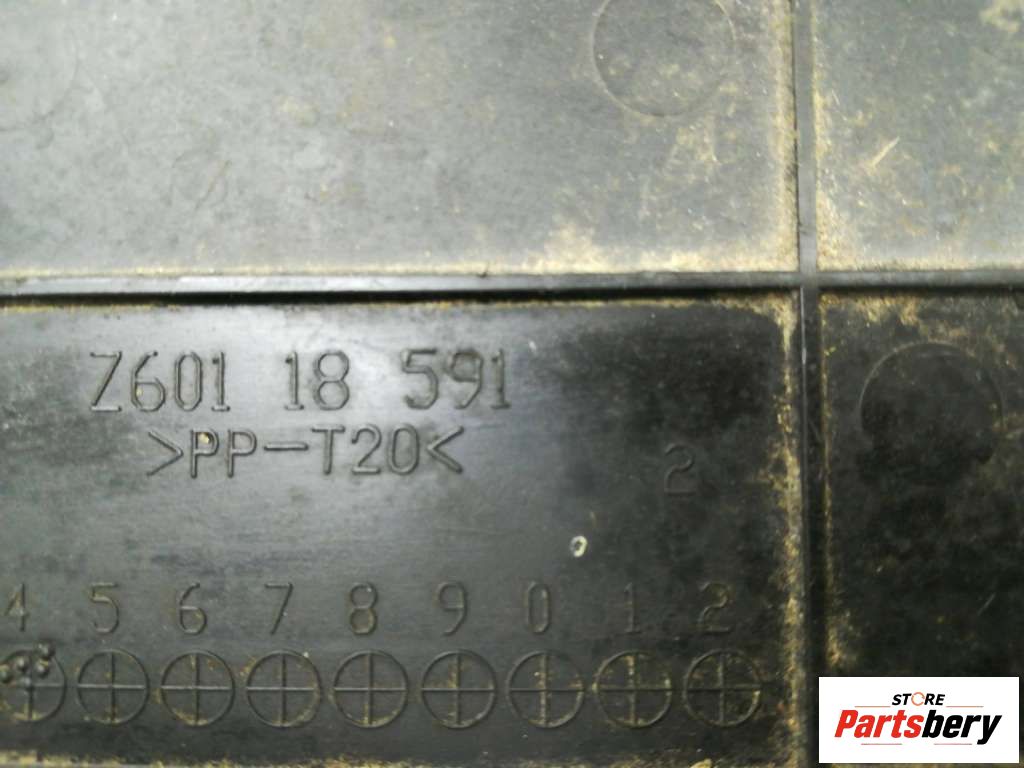 Z601 18 591
>PP-T20<
2
4 5 6 7 8 9 0 1 2
STORE
Partsbery